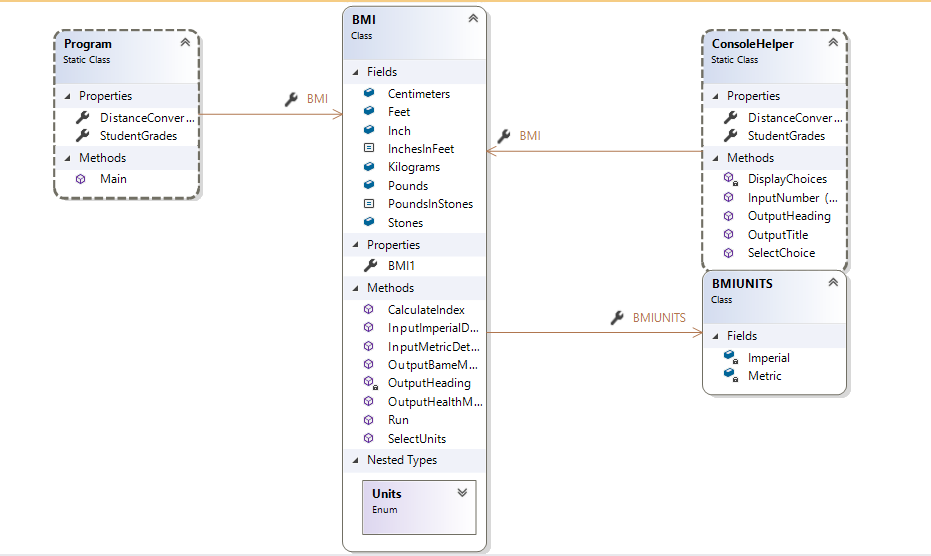 Program
Static Class
Properties
DistanceConver...
StudentGrades
Methods
Main
BMI
BMI
Class
Fields
Centimeters
Feet
Inch
InchesInFeet
Kilograms
Pounds
PoundsInStones
Stones
Properties
BMI1
Methods
CalculateIndex
InputImperialD...
InputMetricDet...
OutputBameM...
OutputHeading
OutputHealthM...
Run
SelectUnits
Nested Types
Units
Enum
BMI
ConsoleHelper
Static Class
Properties
DistanceConver...
StudentGrades
Methods
DisplayChoices
InputNumber (...
OutputHeading
OutputTitle
SelectChoice
BMIUNITS
BMIUNITS
Class
Fields
Imperial
Metric